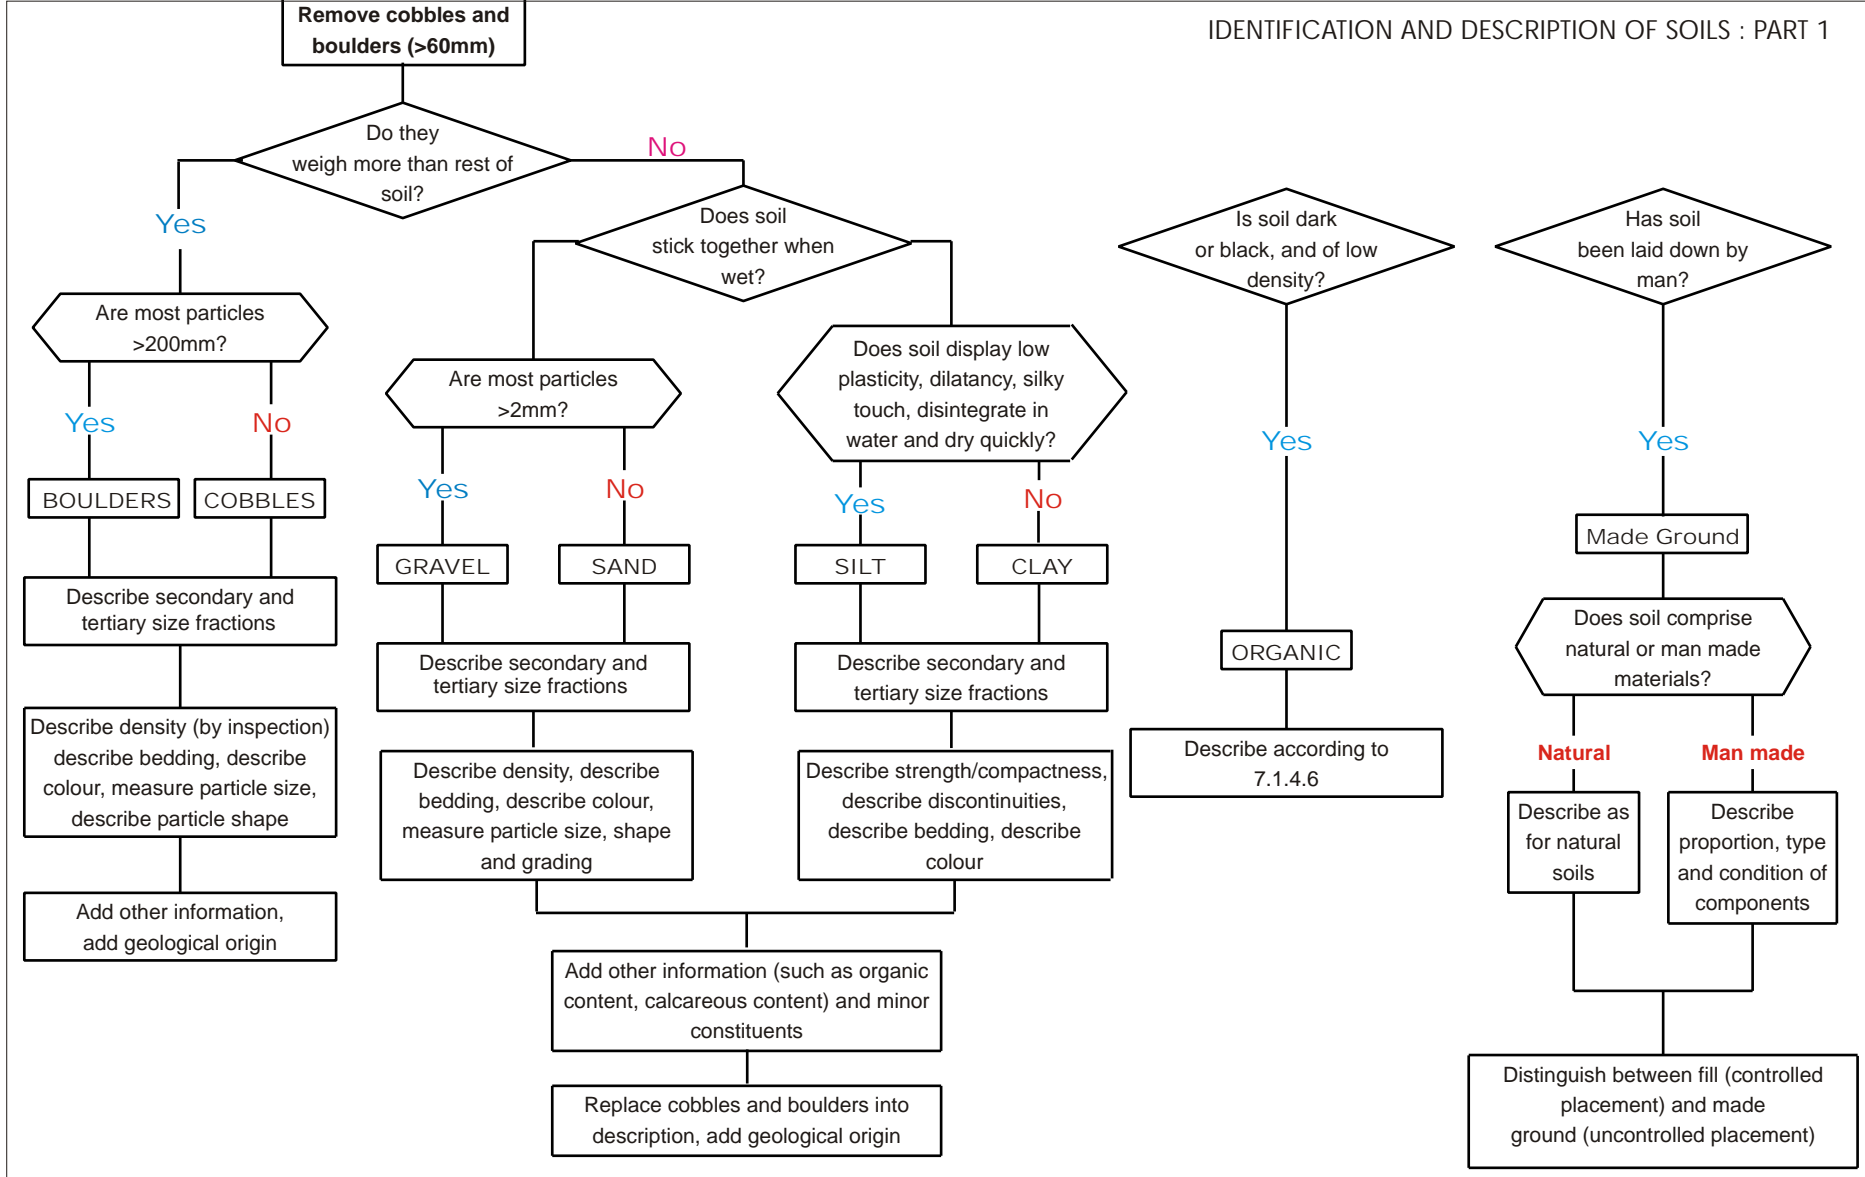 IDENTIFICATION AND DESCRIPTION OF SOILS : PART 1
Remove cobbles and
boulders (>60mm)
Do they
weigh more than rest of
soil?
Yes
No
Are most particles
>200mm?
Yes
No
BOULDERS
COBBLES
Describe secondary and
tertiary size fractions
Describe density (by inspection)
describe bedding, describe
colour, measure particle size,
describe particle shape
Add other information,
add geological origin
Does soil
stick together when
wet?
Are most particles
>2mm?
Yes
No
GRAVEL
SAND
Describe secondary and
tertiary size fractions
Describe density, describe
bedding, describe colour,
measure particle size, shape
and grading
Does soil display low
plasticity, dilatancy, silky
touch, disintegrate in
water and dry quickly?
Yes
No
SILT
CLAY
Describe secondary and
tertiary size fractions
Describe strength/compactness,
describe discontinuities,
describe bedding, describe
colour
Add other information (such as organic
content, calcareous content) and minor
constituents
Replace cobbles and boulders into
description, add geological origin
Is soil dark
or black, and of low
density?
Yes
ORGANIC
Describe according to
7.1.4.6
Has soil
been laid down by
man?
Yes
Made Ground
Does soil comprise
natural or man made
materials?
Natural
Man made
Describe as
for natural
soils
Describe
proportion, type
and condition of
components
Distinguish between fill (controlled
placement) and made
ground (uncontrolled placement)